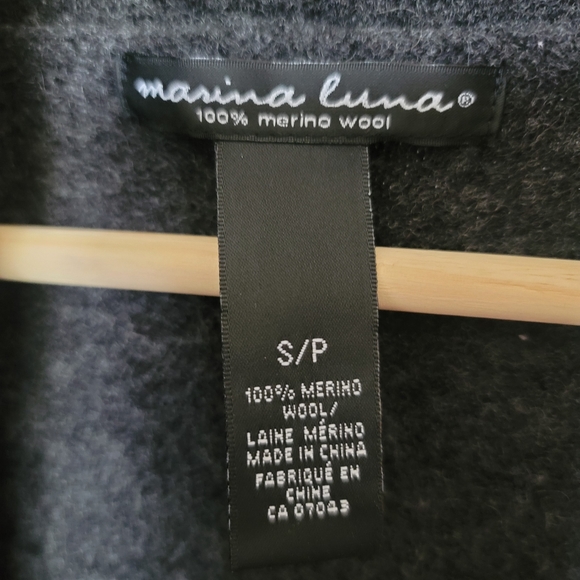 marina luna®
100% merino wool
S/P
100% MERINO
WOOL/
LAINE MÉRINO
MADE IN CHINA
FABRIQUÉ EN
CHINE
CA 07043